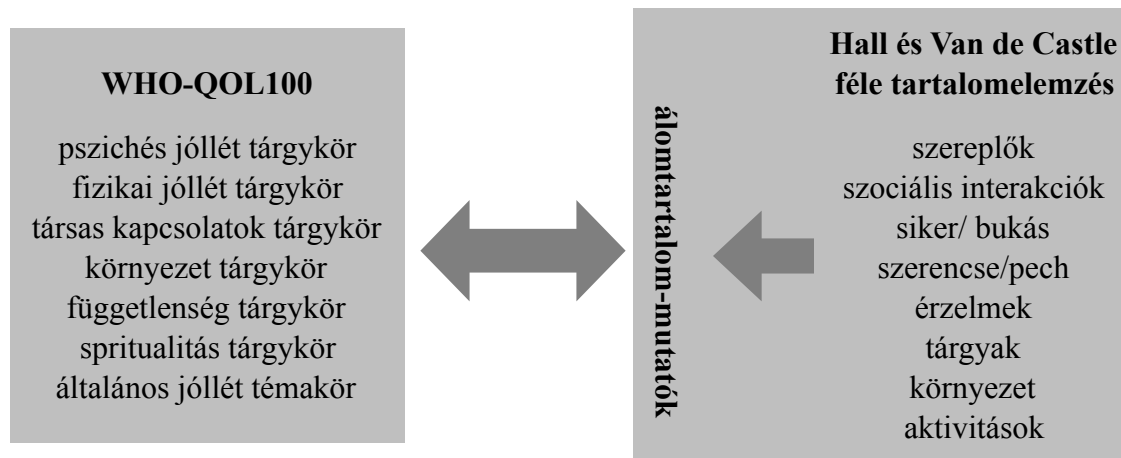 WHO-QOL100
pszichés jóllét tárgykör
fizikai jóllét tárgykör
társas kapcsolatok tárgykör
környezet tárgykör
függetlenség tárgykör
spritualitás tárgykör
általános jóllét témakör
álomtartalom-mutatók
Hall és Van de Castle
féle tartalomelemzés
szereplők
szociális interakciók
siker/ bukás
szerencse/pech
érzelmek
tárgyak
környezet
aktivitások